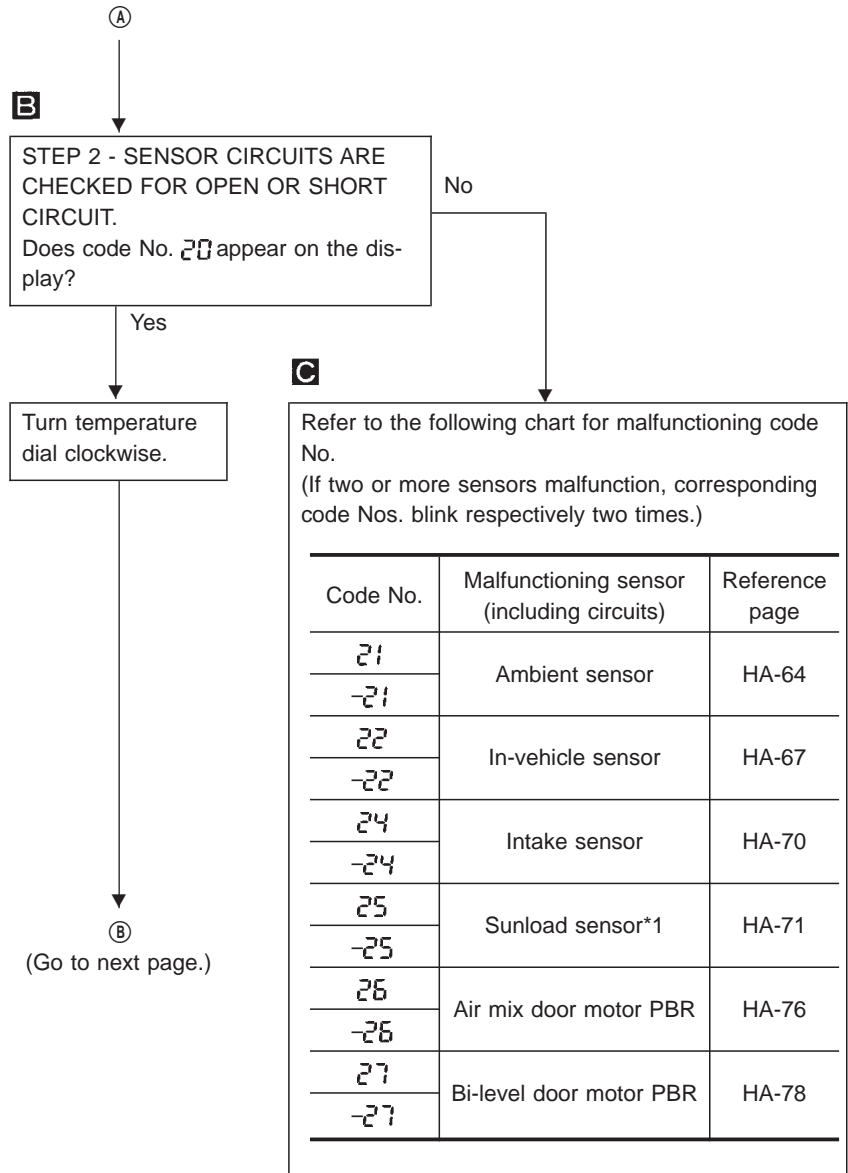 Ⓐ
B
STEP 2 - SENSOR CIRCUITS ARE
CHECKED FOR OPEN OR SHORT
CIRCUIT.
Does code No. 20 appear on the dis-
play?
No
Yes
Turn temperature
dial clockwise.
Ⓑ
(Go to next page.)
C
Refer to the following chart for malfunctioning code
No.
(If two or more sensors malfunction, corresponding
code Nos. blink respectively two times.)
Code No.
Malfunctioning sensor
(including circuits)
Reference
page
21
-21
Ambient sensor
HA-64
22
-22
In-vehicle sensor
HA-67
24
-24
Intake sensor
HA-70
25
-25
Sunload sensor*1
HA-71
26
-26
Air mix door motor PBR
HA-76
27
-27
Bi-level door motor PBR
HA-78